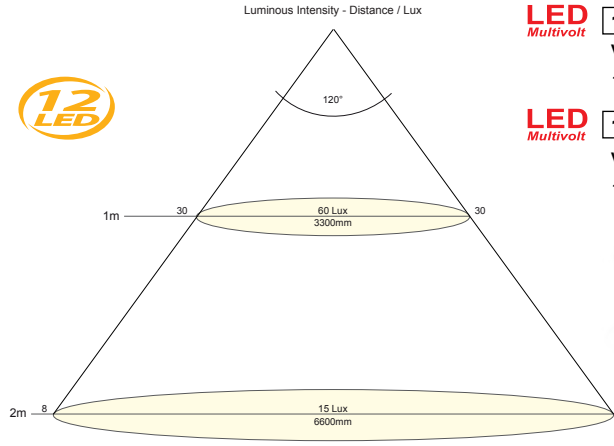 Luminous Intensity - Distance / Lux
LED
Multivolt
12
LED
120°
LED
Multivolt
1m
30
60 Lux
30
3300mm
2m
8
15 Lux
6600mm